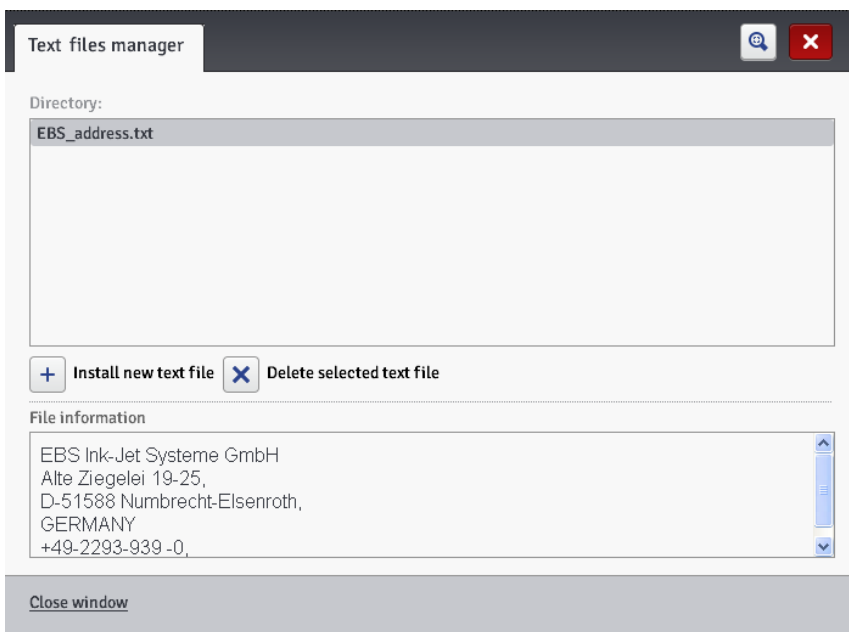 Text files manager
Directory:
EBS_address.txt
Install new text file Delete selected text file
File information
EBS Ink-Jet Systeme GmbH
Alte Ziegelei 19-25,
D-51588 Numbrecht-Elsenroth,
GERMANY
+49-2293-939 -0,
Close window